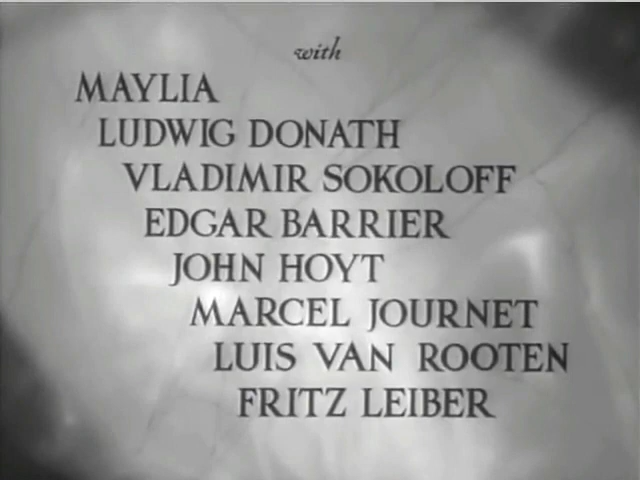 with
MAYLIA
LUDWIG DONATH
VLADIMIR SOKOLOFF
EDGAR BARRIER
JOHN HOYT
MARCEL JOURNET
LUIS VAN ROOTEN
FRITZ LEIBER